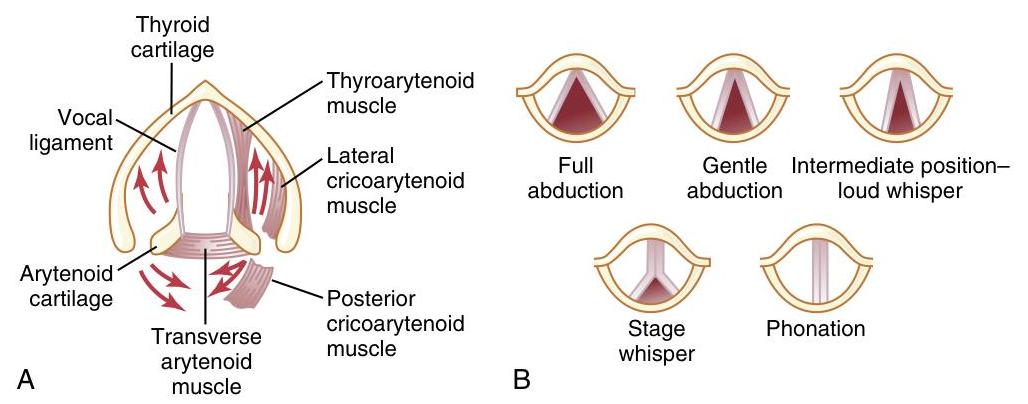 Thyroid
cartilage
Thyroarytenoid
muscle
Vocal
ligament
Lateral
cricoarytenoid
muscle
Arytenoid
cartilage
Transverse
arytenoid
muscle
Posterior
cricoarytenoid
muscle
A
Full
abduction
Gentle
abduction
Intermediate position–
loud whisper
Stage
whisper
Phonation
B